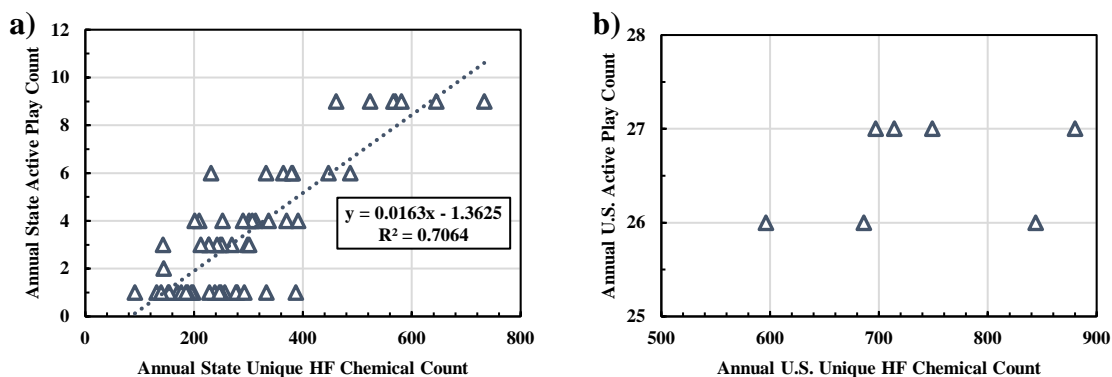 a)
Annual State Active Play Count
12
10
8
6
4
2
0
0 200 400 600 800
Annual State Unique HF Chemical Count
y = 0.0163x - 1.3625
R² = 0.7064
b)
Annual U.S. Active Play Count
28
27
26
25
500 600 700 800 900
Annual U.S. Unique HF Chemical Count